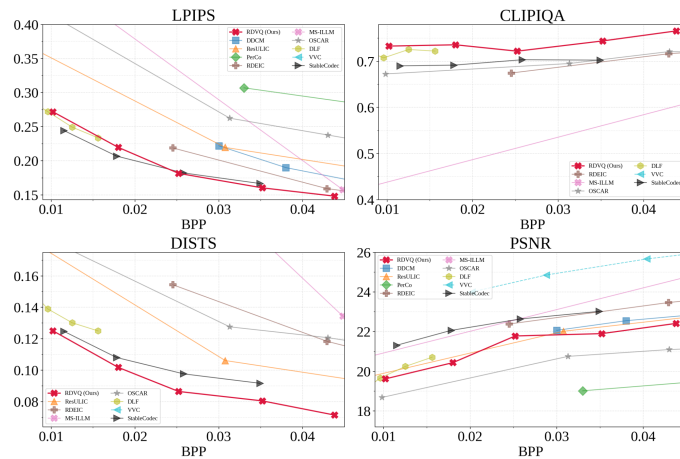 LPIPS
0.40
0.35
0.30
0.25
0.20
0.15
0.01 0.02 0.03 0.04
BPP
RDVQ (Ours) MS-ILLM
DDCM OSCAR
ResULIC DLF
PerCo VVC
RDEIC StableCodec
CLIPIQA
0.7
0.6
0.5
0.4
0.01 0.02 0.03 0.04
BPP
RDVQ (Ours) DLF
RDEIC VVC
MS-ILLM StableCodec
OSCAR
DISTS
0.16
0.14
0.12
0.10
0.08
0.01 0.02 0.03 0.04
BPP
RDVQ (Ours) OSCAR
ResULIC DLF
RDEIC VVC
MS-ILLM StableCodec
PSNR
26
24
22
20
18
0.01 0.02 0.03 0.04
BPP
RDVQ (Ours) MS-ILLM
DDCM OSCAR
ResULIC DLF
PerCo VVC
RDEIC StableCodec